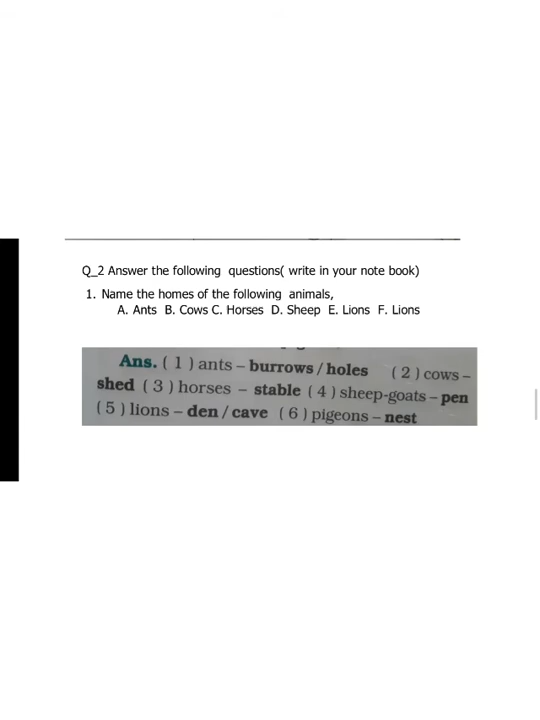 Q_2 Answer the following questions( write in your note book)
1. Name the homes of the following animals,
A. Ants B. Cows C. Horses D. Sheep E. Lions F. Lions
Ans. ( 1 ) ants – burrows / holes ( 2 ) cows –
shed ( 3 ) horses – stable ( 4 ) sheep-goats – pen
( 5 ) lions – den / cave ( 6 ) pigeons – nest